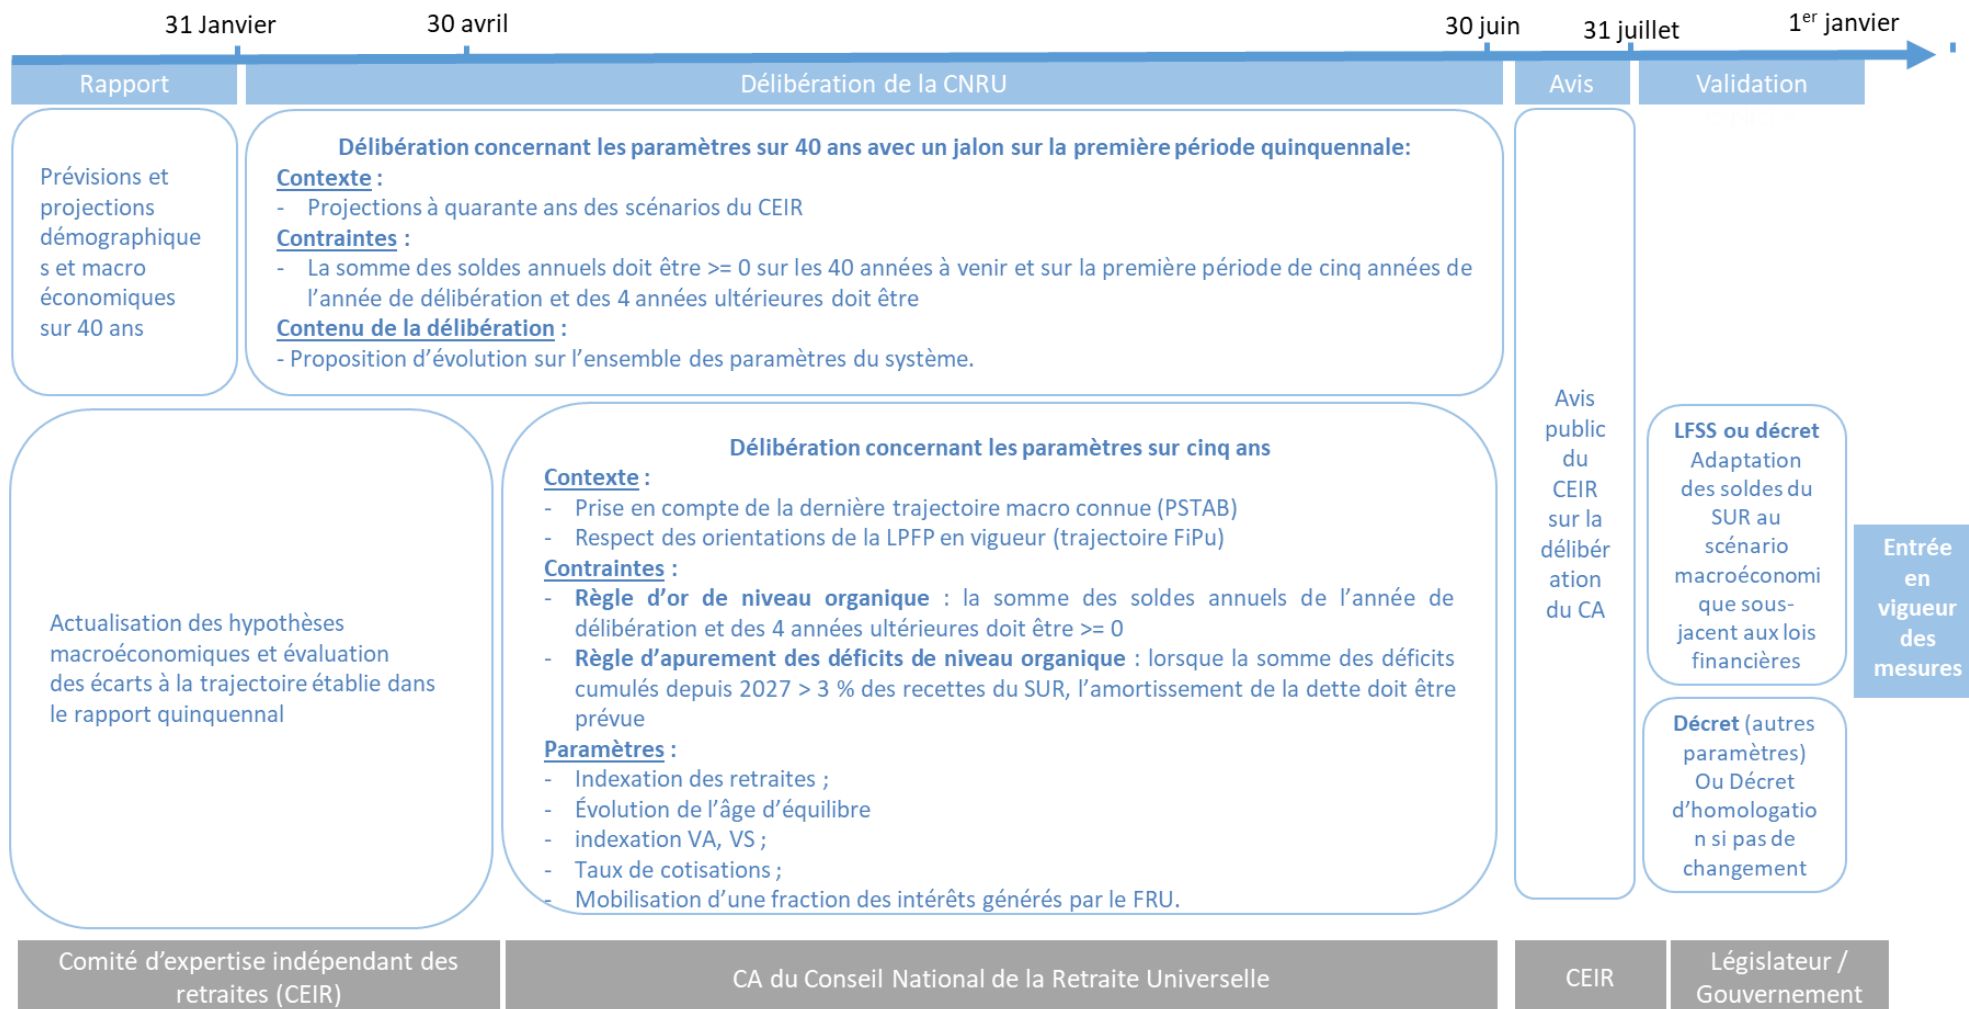 31 Janvier
30 avril
30 juin
31 juillet
1er janvier
Rapport
Délibération de la CNRU
Avis
Validation
Prévisions et
projections
démographique
s et macro
économiques
sur 40 ans
Délibération concernant les paramètres sur 40 ans avec un jalon sur la première période quinquennale:
Contexte :
- Projections à quarante ans des scénarios du CEIR
Contraintes :
- La somme des soldes annuels doit être >= 0 sur les 40 années à venir et sur la première période de cinq années de
l’année de délibération et des 4 années ultérieures doit être
Contenu de la délibération :
- Proposition d’évolution sur l’ensemble des paramètres du système.
Actualisation des hypothèses
macroéconomiques et évaluation
des écarts à la trajectoire établie dans
le rapport quinquennal
Délibération concernant les paramètres sur cinq ans
Contexte :
- Prise en compte de la dernière trajectoire macro connue (PSTAB)
- Respect des orientations de la LPFP en vigueur (trajectoire FiPu)
Contraintes :
- Règle d’or de niveau organique : la somme des soldes annuels de l’année de
délibération et des 4 années ultérieures doit être >= 0
- Règle d’apurement des déficits de niveau organique : lorsque la somme des déficits
cumulés depuis 2027 > 3 % des recettes du SUR, l’amortissement de la dette doit être
prévue
Paramètres :
- Indexation des retraites ;
- Évolution de l’âge d’équilibre
- indexation VA, VS ;
- Taux de cotisations ;
- Mobilisation d’une fraction des intérêts générés par le FRU.
Avis
public
du
CEIR
sur la
délibér
ation
du CA
LFSS ou décret
Adaptation
des soldes du
SUR au
scénario
macroéconomi
que sous-
jacent aux lois
financières
Décret (autres
paramètres)
Ou Décret
d’homologatio
n si pas de
changement
Entrée
en
vigueur
des
mesures
Comité d’expertise indépendant des
retraites (CEIR)
CA du Conseil National de la Retraite Universelle
CEIR
Législateur /
Gouvernement